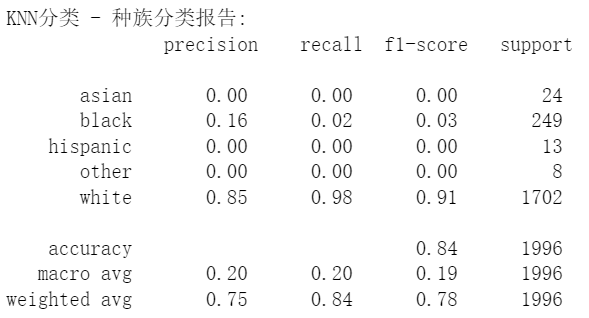 KNN分类 - 种族分类报告:
precision recall f1-score support
asian 0.00 0.00 0.00 24
black 0.16 0.02 0.03 249
hispanic 0.00 0.00 0.00 13
other 0.00 0.00 0.00 8
white 0.85 0.98 0.91 1702
accuracy 0.84 1996
macro avg 0.20 0.20 0.19 1996
weighted avg 0.75 0.84 0.78 1996